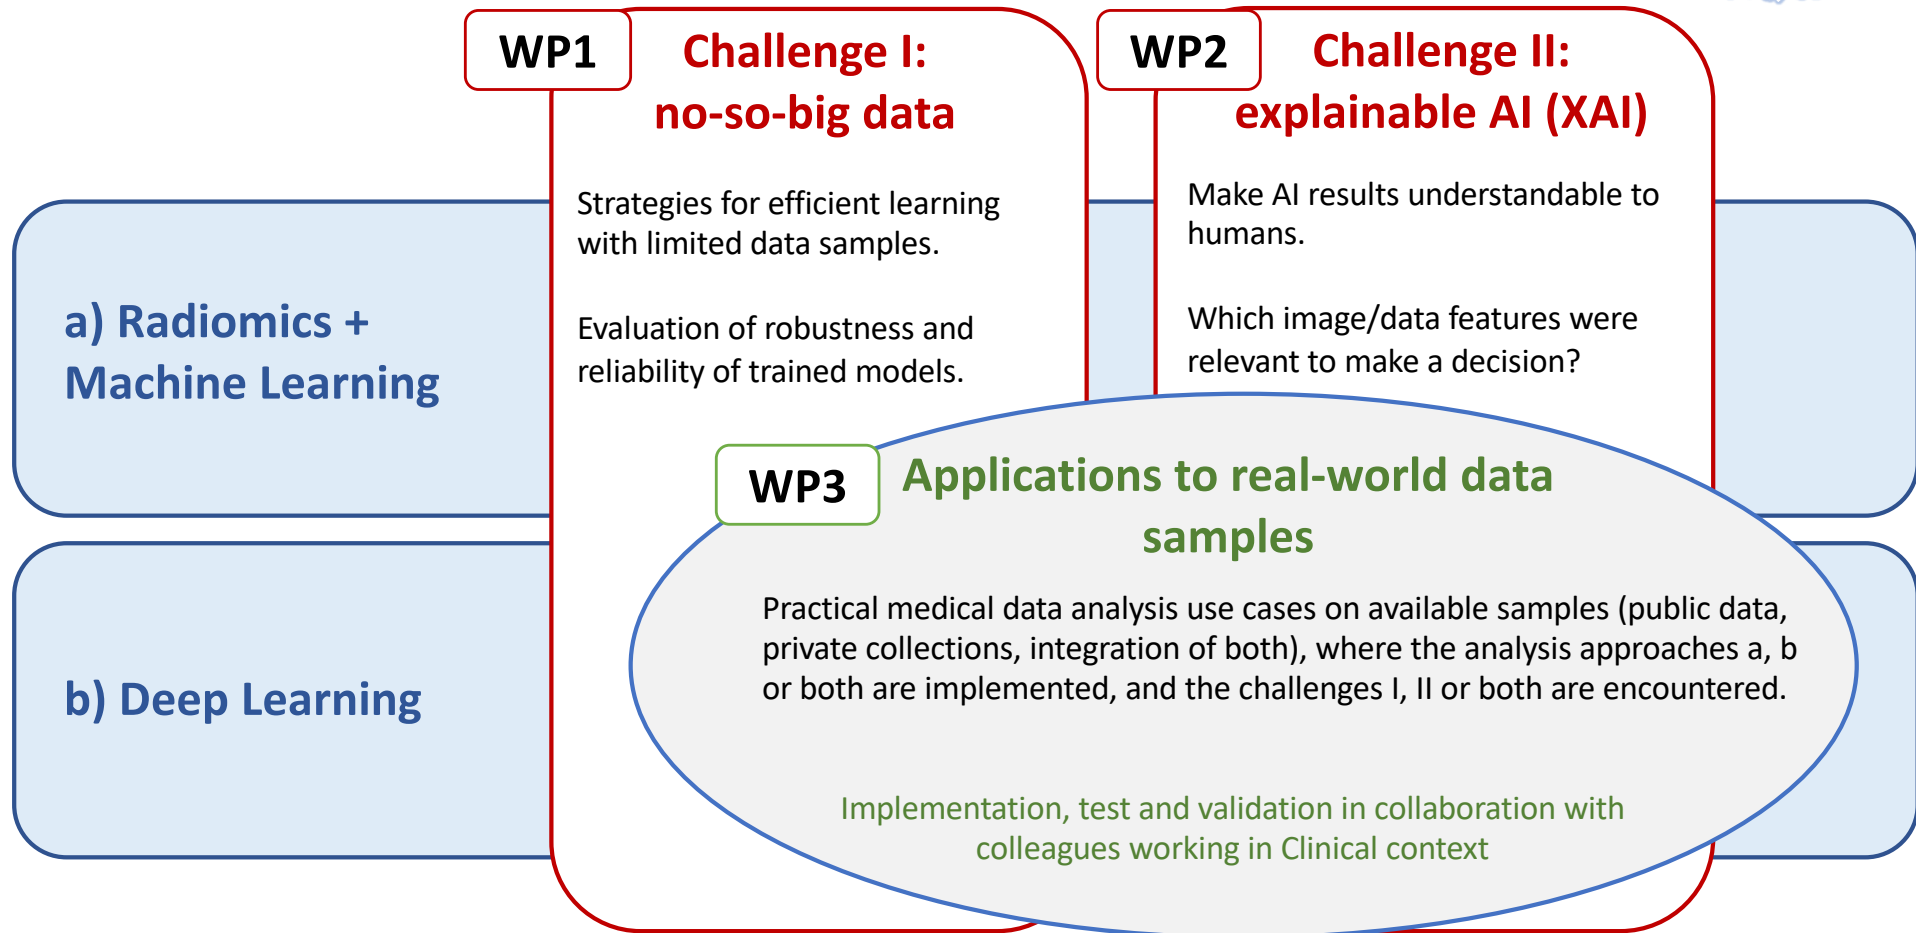 WP1
Challenge I:
no-so-big data
Strategies for efficient learning
with limited data samples.
Evaluation of robustness and
reliability of trained models.
WP2
Challenge II:
explainable AI (XAI)
Make AI results understandable to
humans.
Which image/data features were
relevant to make a decision?
a) Radiomics +
Machine Learning
b) Deep Learning
WP3
Applications to real-world data
samples
Practical medical data analysis use cases on available samples (public data,
private collections, integration of both), where the analysis approaches a, b
or both are implemented, and the challenges I, II or both are encountered.
Implementation, test and validation in collaboration with
colleagues working in Clinical context